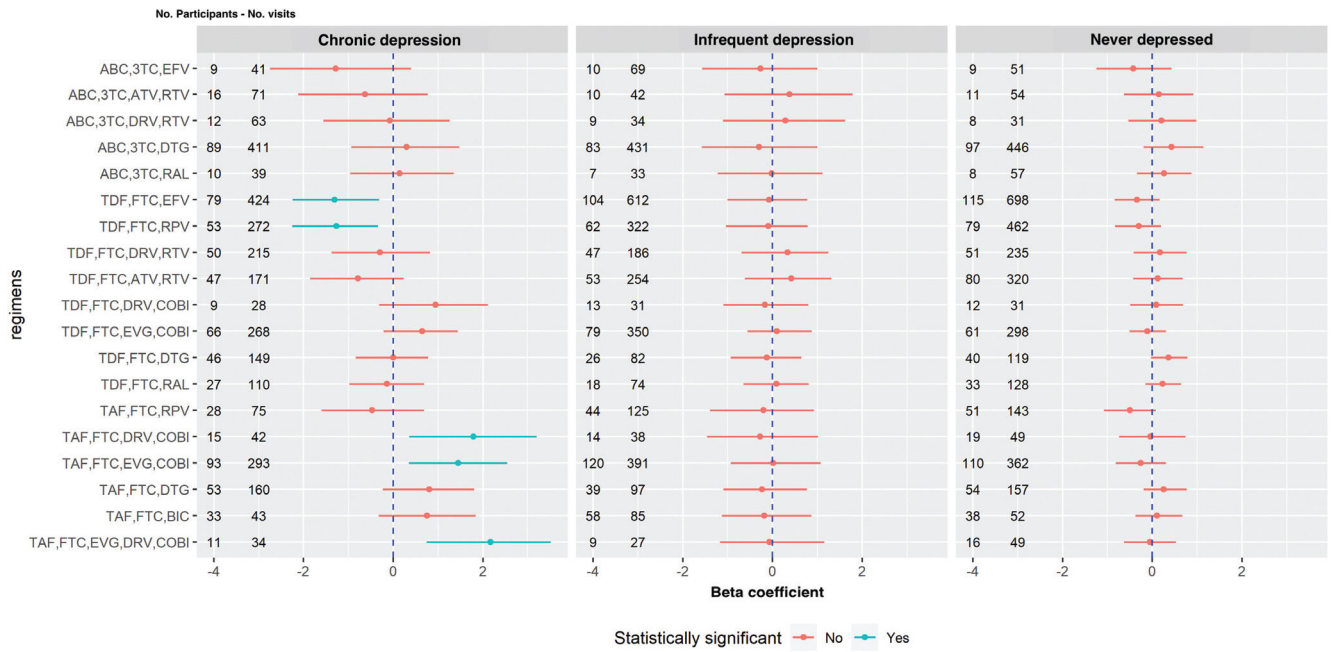 No. Participants - No. visits
Chronic depression Infrequent depression Never depressed
ABC,3TC,EFV 9 41 10 69 9 51
ABC,3TC,ATV,RTV 16 71 10 42 11 54
ABC,3TC,DRV,RTV 12 63 9 34 8 31
ABC,3TC,DTG 89 411 83 431 97 446
ABC,3TC,RAL 10 39 7 33 8 57
TDF,FTC,EFV 79 424 104 612 115 698
TDF,FTC,RPV 53 272 62 322 79 462
TDF,FTC,DRV,RTV 50 215 47 186 51 235
TDF,FTC,ATV,RTV 47 171 53 254 80 320
TDF,FTC,DRV,COBI 9 28 13 31 12 31
TDF,FTC,EVG,COBI 66 268 79 350 61 298
TDF,FTC,DTG 46 149 26 82 40 119
TDF,FTC,RAL 27 110 18 74 33 128
TAF,FTC,RPV 28 75 44 125 51 143
TAF,FTC,DRV,COBI 15 42 14 38 19 49
TAF,FTC,EVG,COBI 93 293 120 391 110 362
TAF,FTC,DTG 53 160 39 97 54 157
TAF,FTC,BIC 33 43 58 85 38 52
TAF,FTC,EVG,DRV,COBI 11 34 9 27 16 49
regimens
-4 -2 0 2 -4 -2 0 2 -4 -2 0 2
Beta coefficient
Statistically significant No Yes